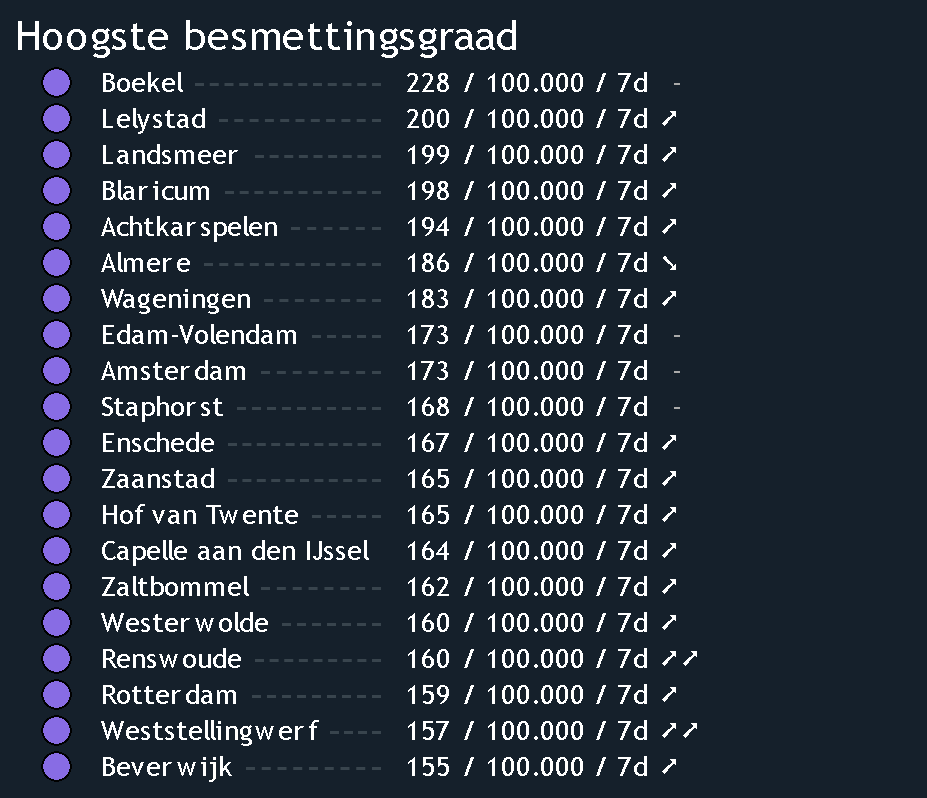 Hoogste besmettingsgraad
Boekel ------------- 228 / 100.000 / 7d -
Lelystad ------------ 200 / 100.000 / 7d ➚
Landsmeer --------- 199 / 100.000 / 7d ➚
Blaricum ----------- 198 / 100.000 / 7d ➚
Achtkarspelen ------ 194 / 100.000 / 7d ➚
Almere ------------- 186 / 100.000 / 7d ➘
Wageningen -------- 183 / 100.000 / 7d ➚
Edam-Volendam ----- 173 / 100.000 / 7d -
Amsterdam --------- 173 / 100.000 / 7d -
Staphorst ---------- 168 / 100.000 / 7d -
Enschede ----------- 167 / 100.000 / 7d ➚
Zaanstad ----------- 165 / 100.000 / 7d ➚
Hof van Twente ----- 165 / 100.000 / 7d ➚
Capelle aan den IJssel 164 / 100.000 / 7d ➚
Zaltbommel -------- 162 / 100.000 / 7d ➚
Westerwolde ------- 160 / 100.000 / 7d ➚
Renswoude --------- 160 / 100.000 / 7d ➚➚
Rotterdam --------- 159 / 100.000 / 7d ➚
Weststellingwerf ---- 157 / 100.000 / 7d ➚➚
Beverwijk ---------- 155 / 100.000 / 7d ➚